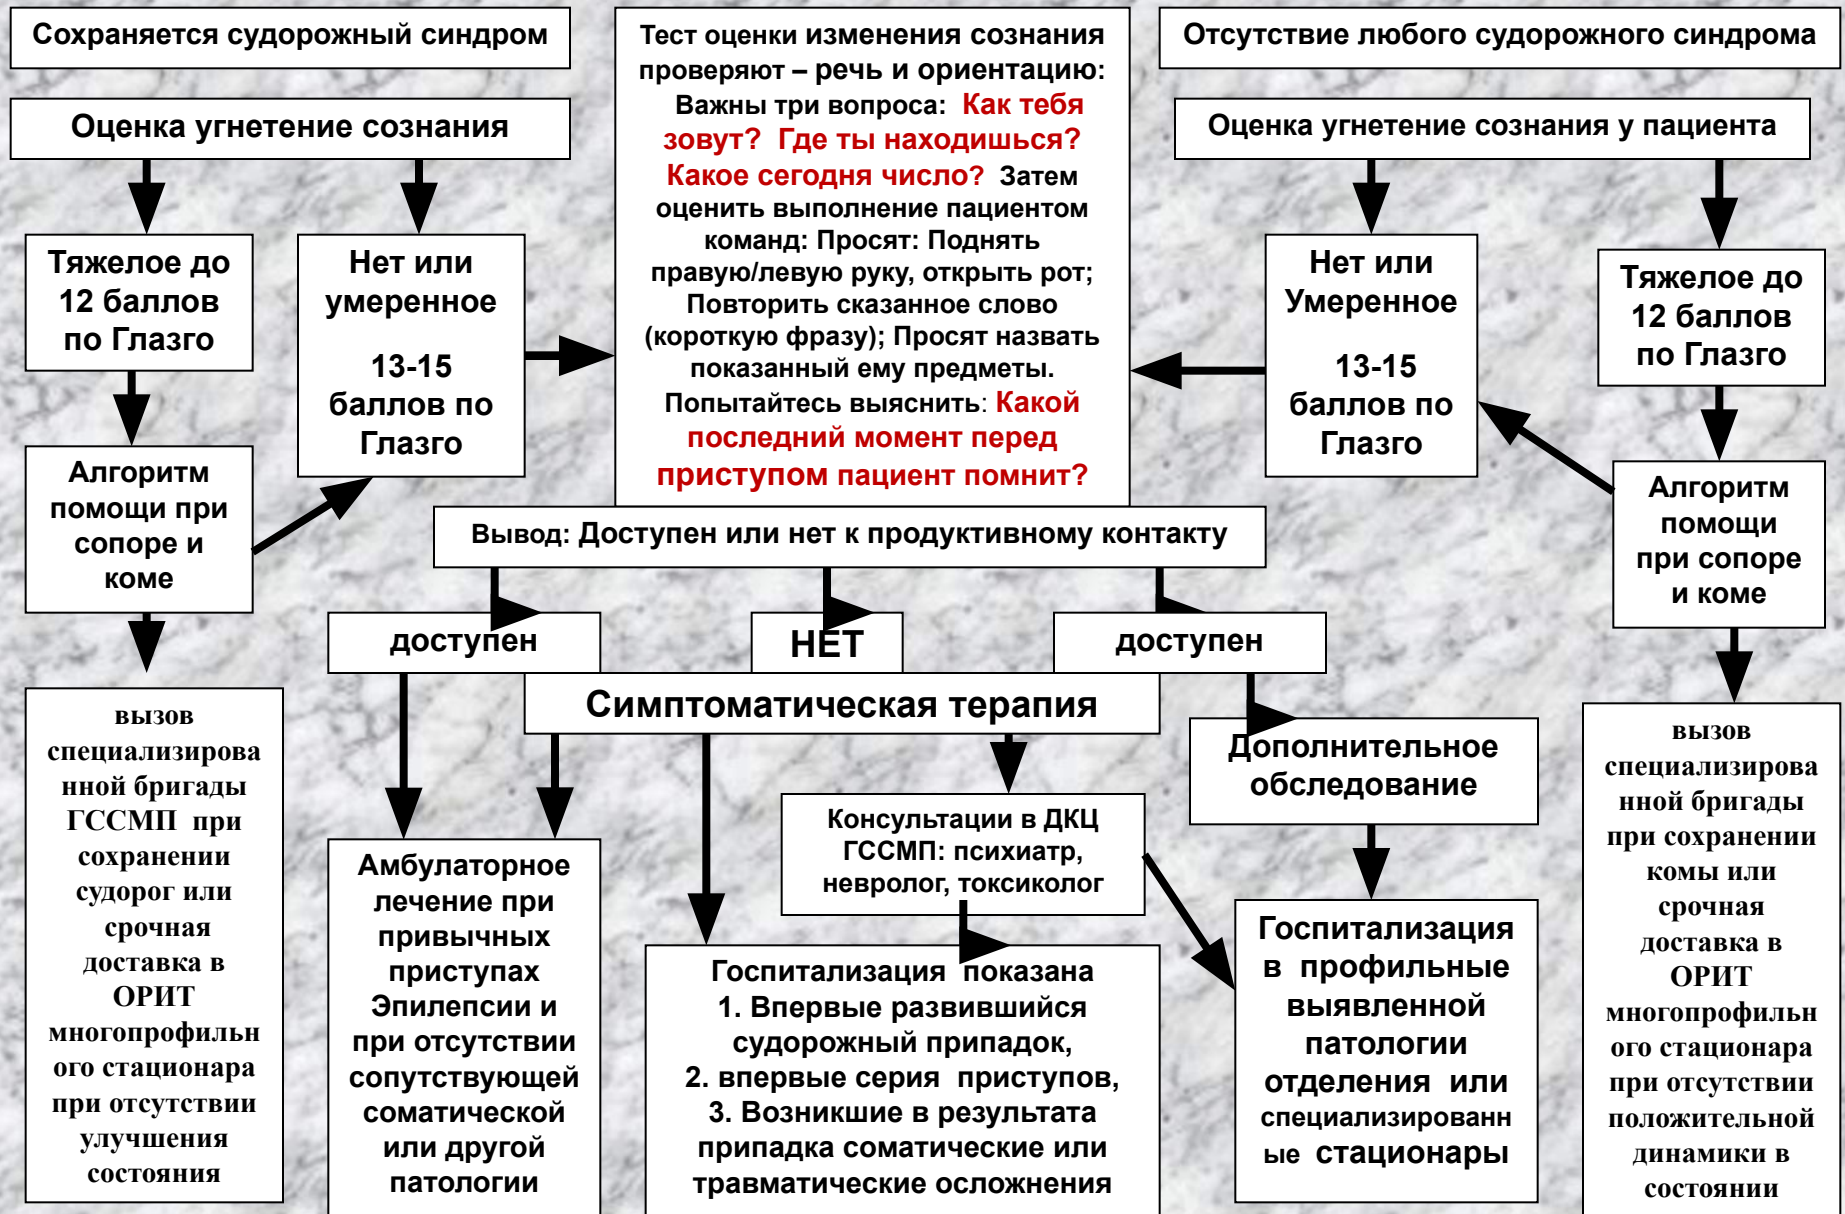 Сохраняется судорожный синдром
Оценка угнетение сознания
Тяжелое до
12 баллов
по Глазго
Нет или
умеренное
13-15
баллов по
Глазго
Алгоритм
помощи при
сопоре и
коме
вызов
специализирова
нной бригады
ГССМП при
сохранении
судорог или
срочная
доставка в
ОРИТ
многопрофильн
ого стационара
при отсутствии
улучшения
состояния
Тест оценки изменения сознания
проверяют – речь и ориентацию:
Важны три вопроса: Как тебя
зовут? Где ты находишься?
Какое сегодня число? Затем
оценить выполнение пациентом
команд: Просят: Поднять
правую/левую руку, открыть рот;
Повторить сказанное слово
(короткую фразу); Просят назвать
показанный ему предметы.
Попытайтесь выяснить: Какой
последний момент перед
приступом пациент помнит?
Отсутствие любого судорожного синдрома
Оценка угнетение сознания у пациента
Нет или
Умеренное
13-15
баллов по
Глазго
Тяжелое до
12 баллов
по Глазго
Алгоритм
помощи
при сопоре
и коме
вызов
специализирова
нной бригады
при сохранении
комы или
срочная
доставка в
ОРИТ
многопрофильн
ого стационара
при отсутствии
положительной
динамики в
состоянии
Вывод: Доступен или нет к продуктивному контакту
доступен
НЕТ
доступен
Симптоматическая терапия
Дополнительное
обследование
Консультации в ДКЦ
ГССМП: психиатр,
невролог, токсиколог
Амбулаторное
лечение при
привычных
приступах
Эпилепсии и
при отсутствии
сопутствующей
соматической
или другой
патологии
Госпитализация показана
1. Впервые развившийся
судорожный припадок,
2. впервые серия приступов,
3. Возникшие в результата
припадка соматические или
травматические осложнения
Госпитализация
в профильные
выявленной
патологии
отделения или
специализированн
ые стационары